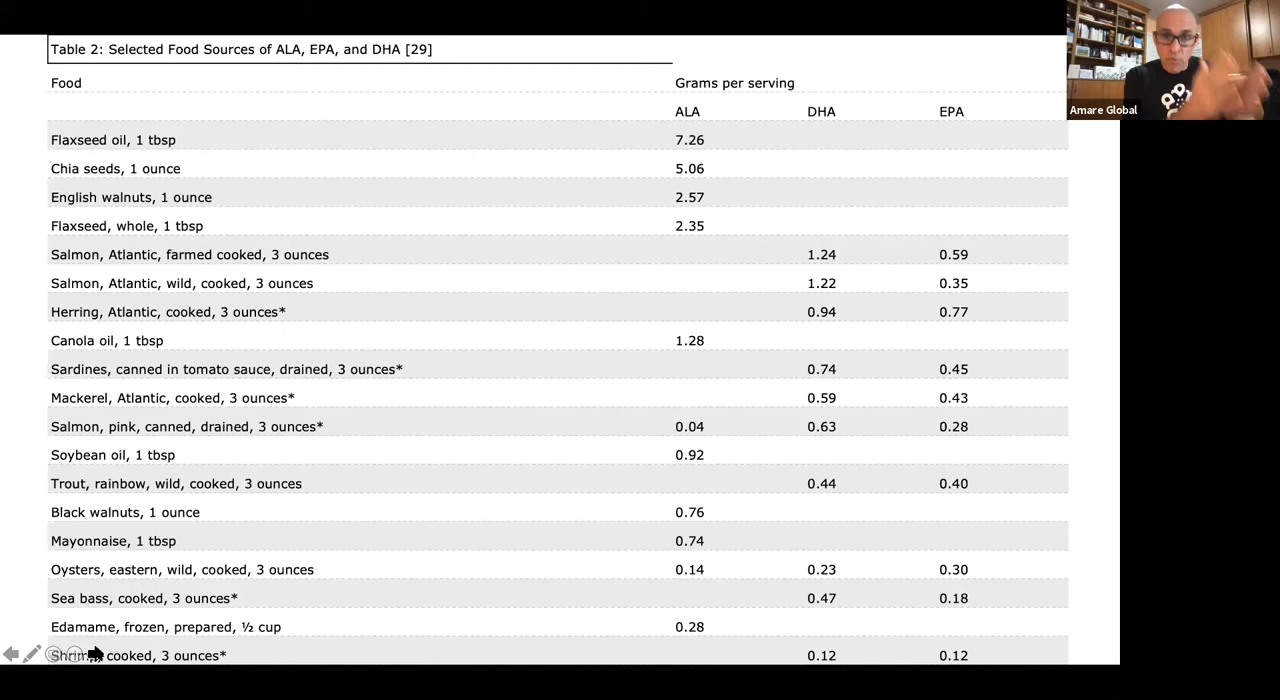 Table 2: Selected Food Sources of ALA, EPA, and DHA [29]
Food Grams per serving
ALA DHA EPA
Flaxseed oil, 1 tbsp 7.26
Chia seeds, 1 ounce 5.06
English walnuts, 1 ounce 2.57
Flaxseed, whole, 1 tbsp 2.35
Salmon, Atlantic, farmed cooked, 3 ounces 1.24 0.59
Salmon, Atlantic, wild, cooked, 3 ounces 1.22 0.35
Herring, Atlantic, cooked, 3 ounces* 0.94 0.77
Canola oil, 1 tbsp 1.28
Sardines, canned in tomato sauce, drained, 3 ounces* 0.74 0.45
Mackerel, Atlantic, cooked, 3 ounces* 0.59 0.43
Salmon, pink, canned, drained, 3 ounces* 0.04 0.63 0.28
Soybean oil, 1 tbsp 0.92
Trout, rainbow, wild, cooked, 3 ounces 0.44 0.40
Black walnuts, 1 ounce 0.76
Mayonnaise, 1 tbsp 0.74
Oysters, eastern, wild, cooked, 3 ounces 0.14 0.23 0.30
Sea bass, cooked, 3 ounces* 0.47 0.18
Edamame, frozen, prepared, ½ cup 0.28
cooked, 3 ounces* 0.12 0.12
Amare Global